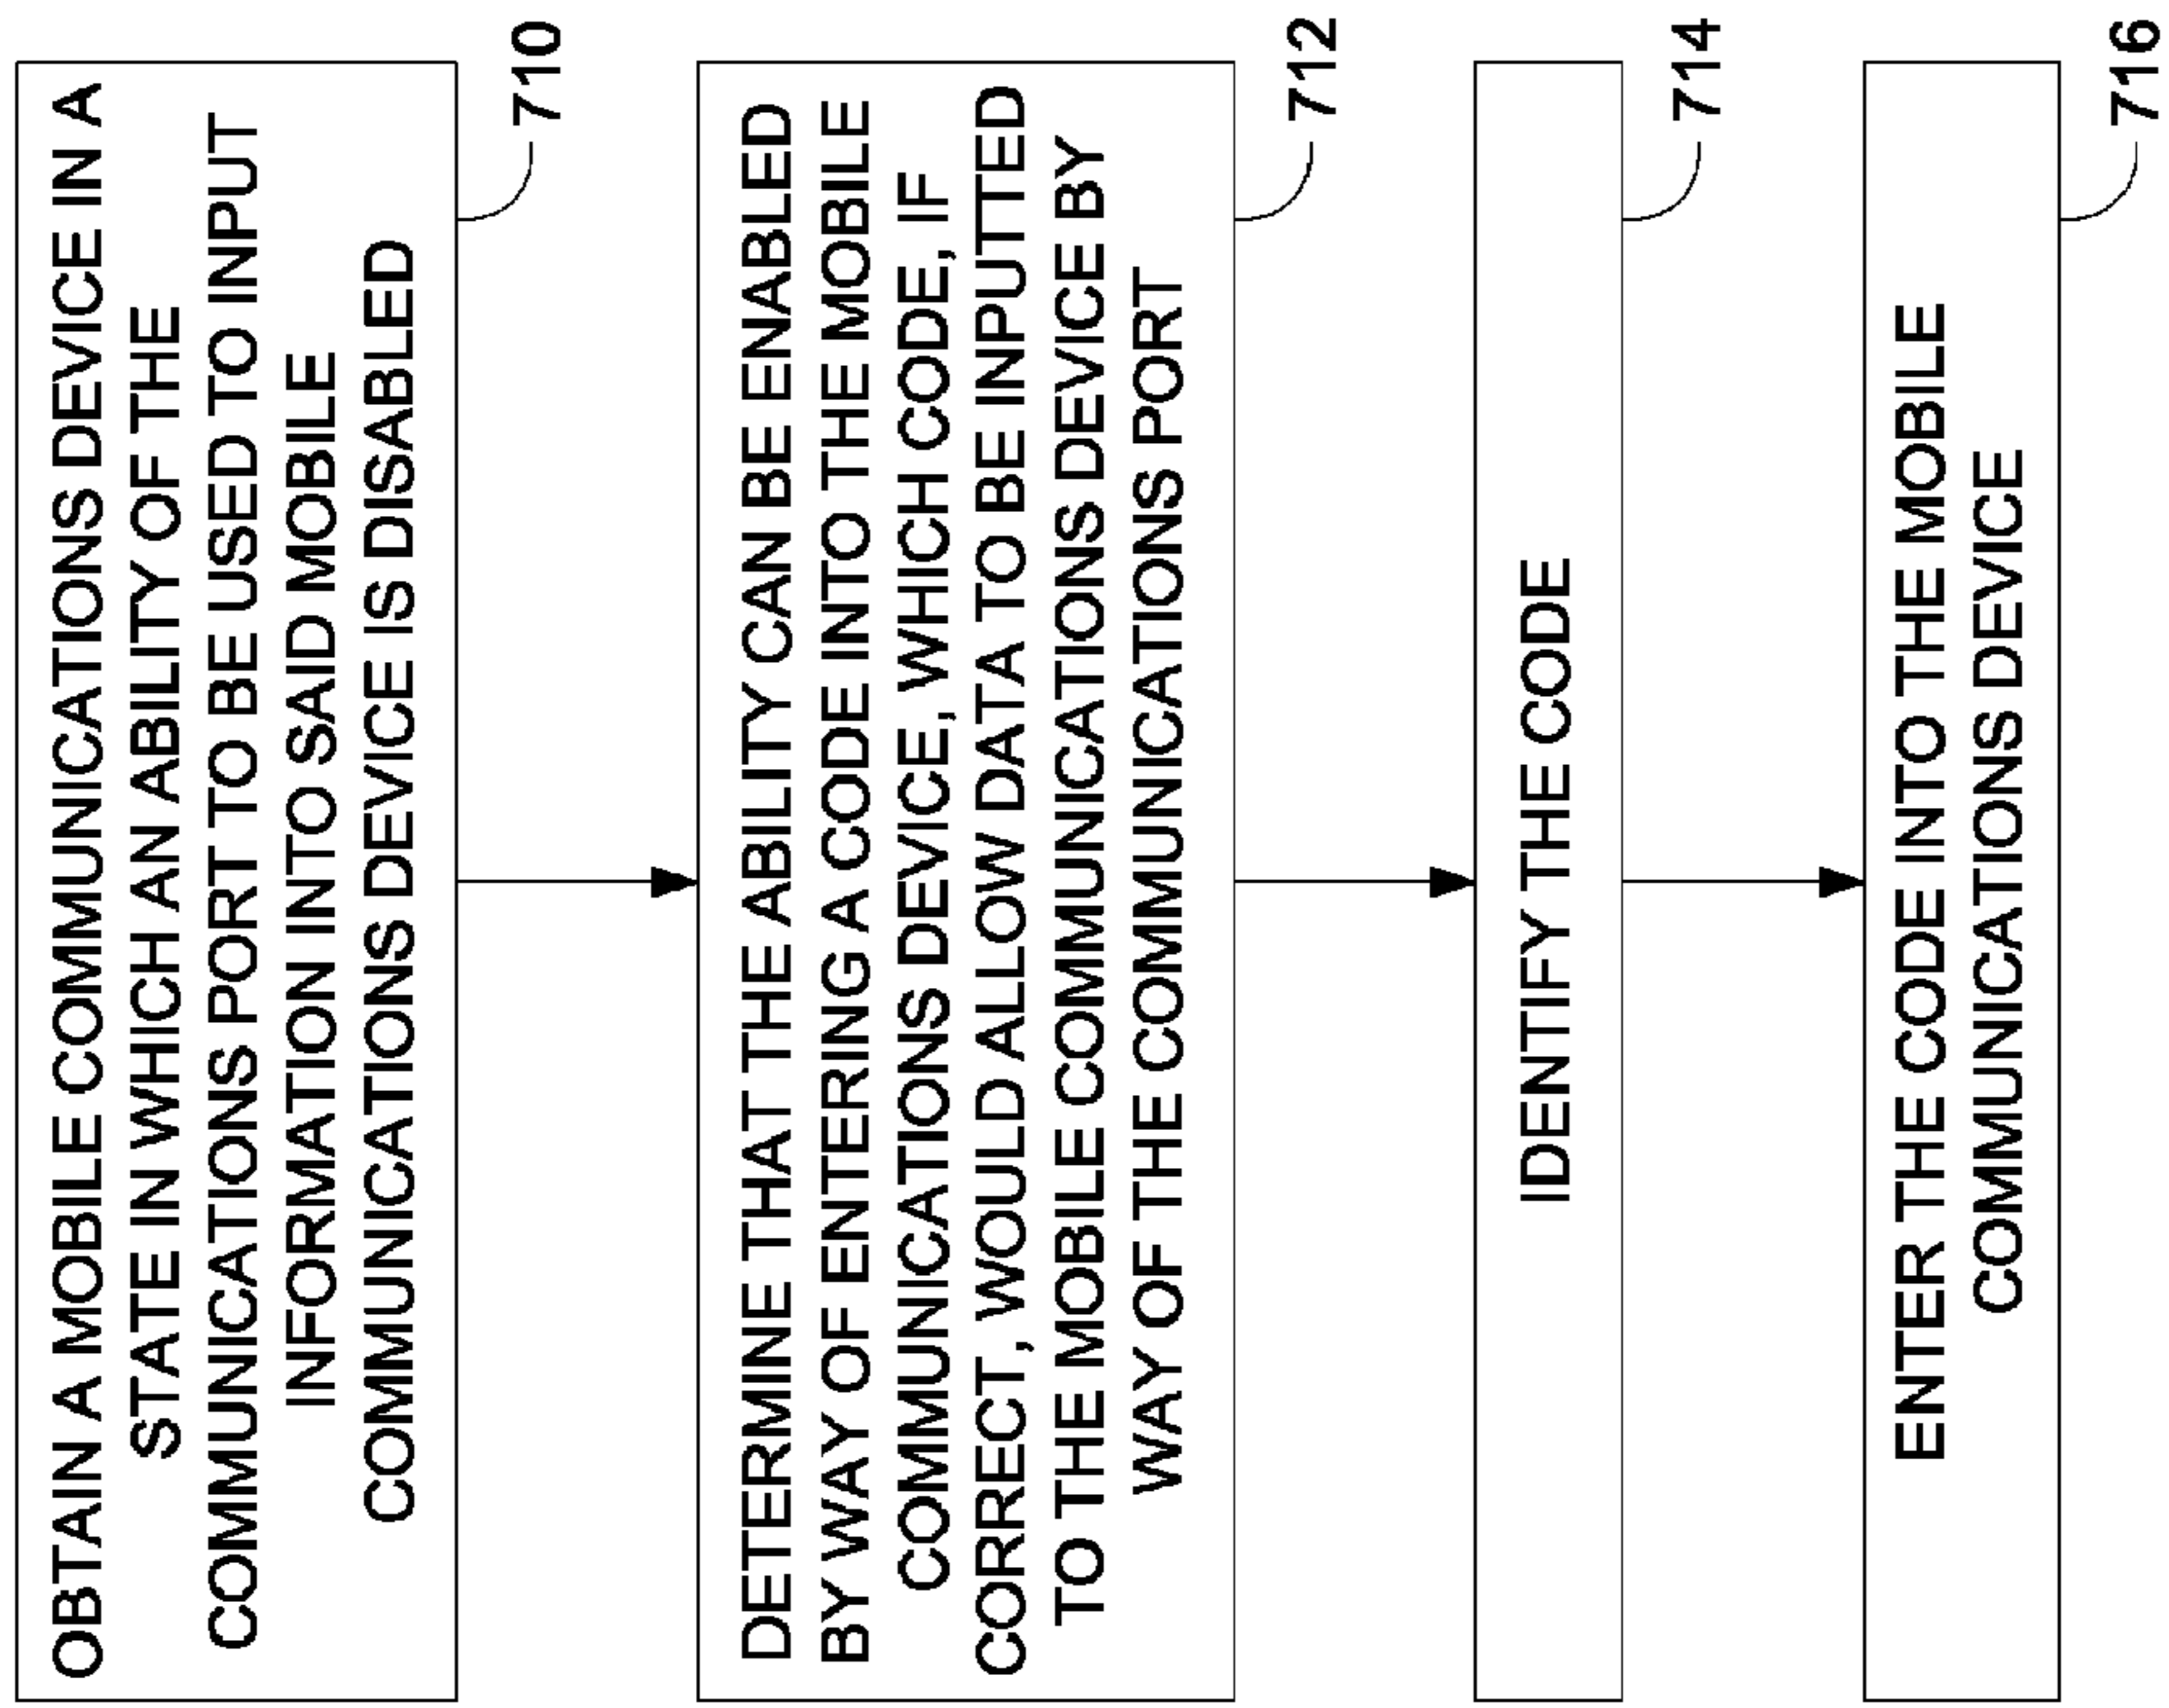 OBTAIN A MOBILE COMMUNICATIONS DEVICE IN A
STATE IN WHICH AN ABILITY OF THE
COMMUNICATIONS PORT TO BE USED TO INPUT
INFORMATION INTO SAID MOBILE
COMMUNICATIONS DEVICE IS DISABLED
710
DETERMINE THAT THE ABILITY CAN BE ENABLED
BY WAY OF ENTERING A CODE INTO THE MOBILE
COMMUNICATIONS DEVICE, WHICH CODE, IF
CORRECT, WOULD ALLOW DATA TO BE INPUTTED
TO THE MOBILE COMMUNICATIONS DEVICE BY
WAY OF THE COMMUNICATIONS PORT
712
IDENTIFY THE CODE
714
ENTER THE CODE INTO THE MOBILE
COMMUNICATIONS DEVICE
716